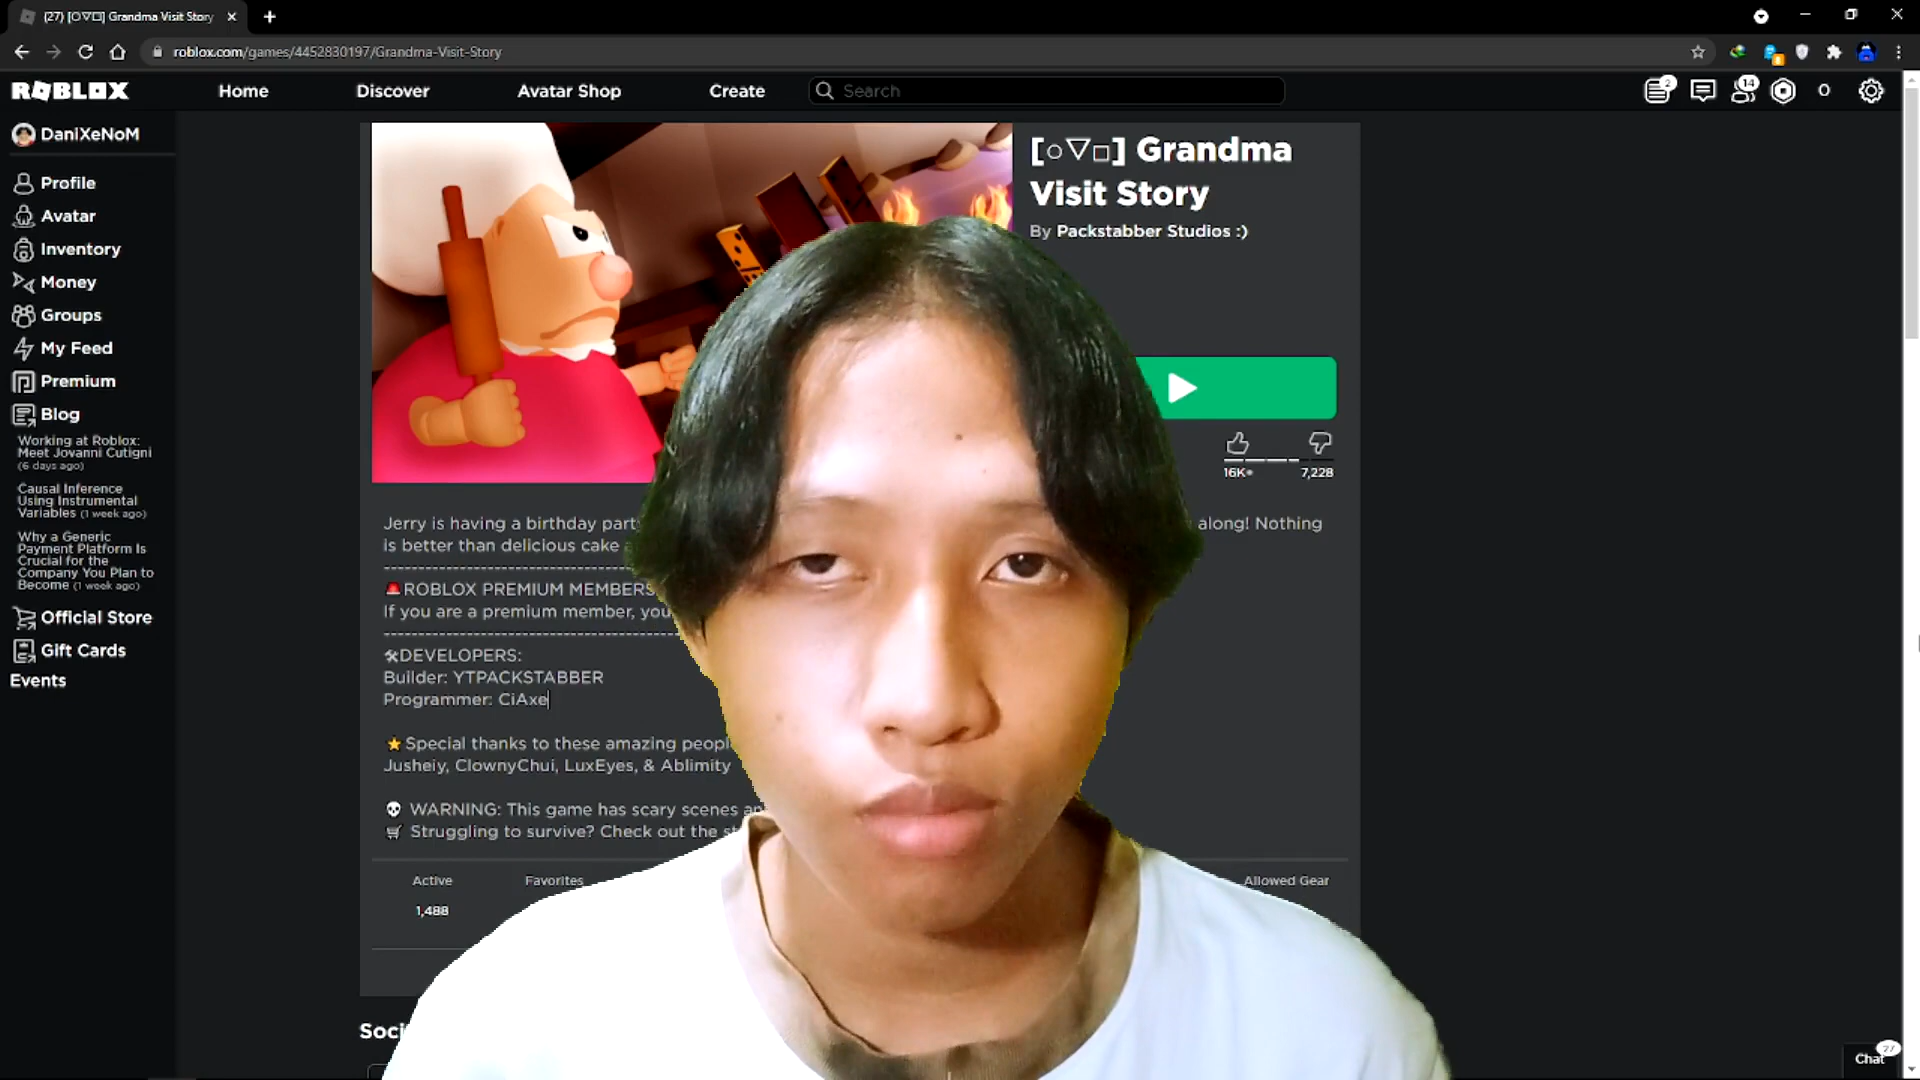 (27) [○▽□] Grandma Visit Story
roblox.com/games/4452830197/Grandma-Visit-Story
ROBLOX
Home
Discover
Avatar Shop
Create
Search
2
14
0
DaniXeNoM
Profile
Avatar
Inventory
Money
Groups
My Feed
Premium
Blog
Working at Roblox:
Meet Jovanni Cutigni
(6 days ago)
Causal Inference
Using Instrumental
Variables (1 week ago)
Why a Generic
Payment Platform Is
Crucial for the
Company You Plan to
Become (1 week ago)
Official Store
Gift Cards
Events
[○▽□] Grandma
Visit Story
By Packstabber Studios :)
16K+
7,228
Jerry is having a birthday along! Nothing
is better than delicious cake
🚨ROBLOX PREMIUM MEMBERS
If you are a premium member, you
🛠DEVELOPERS:
Builder: YTPACKSTABBER
Programmer: CiAxe
⭐Special thanks to these amazing
Jusheiy, ClownyChui, LuxEyes, & Ablimity
💀 WARNING: This game has scary scenes
🛒 Struggling to survive? Check out the
Active
Favorites
Allowed Gear
1,488
Chat